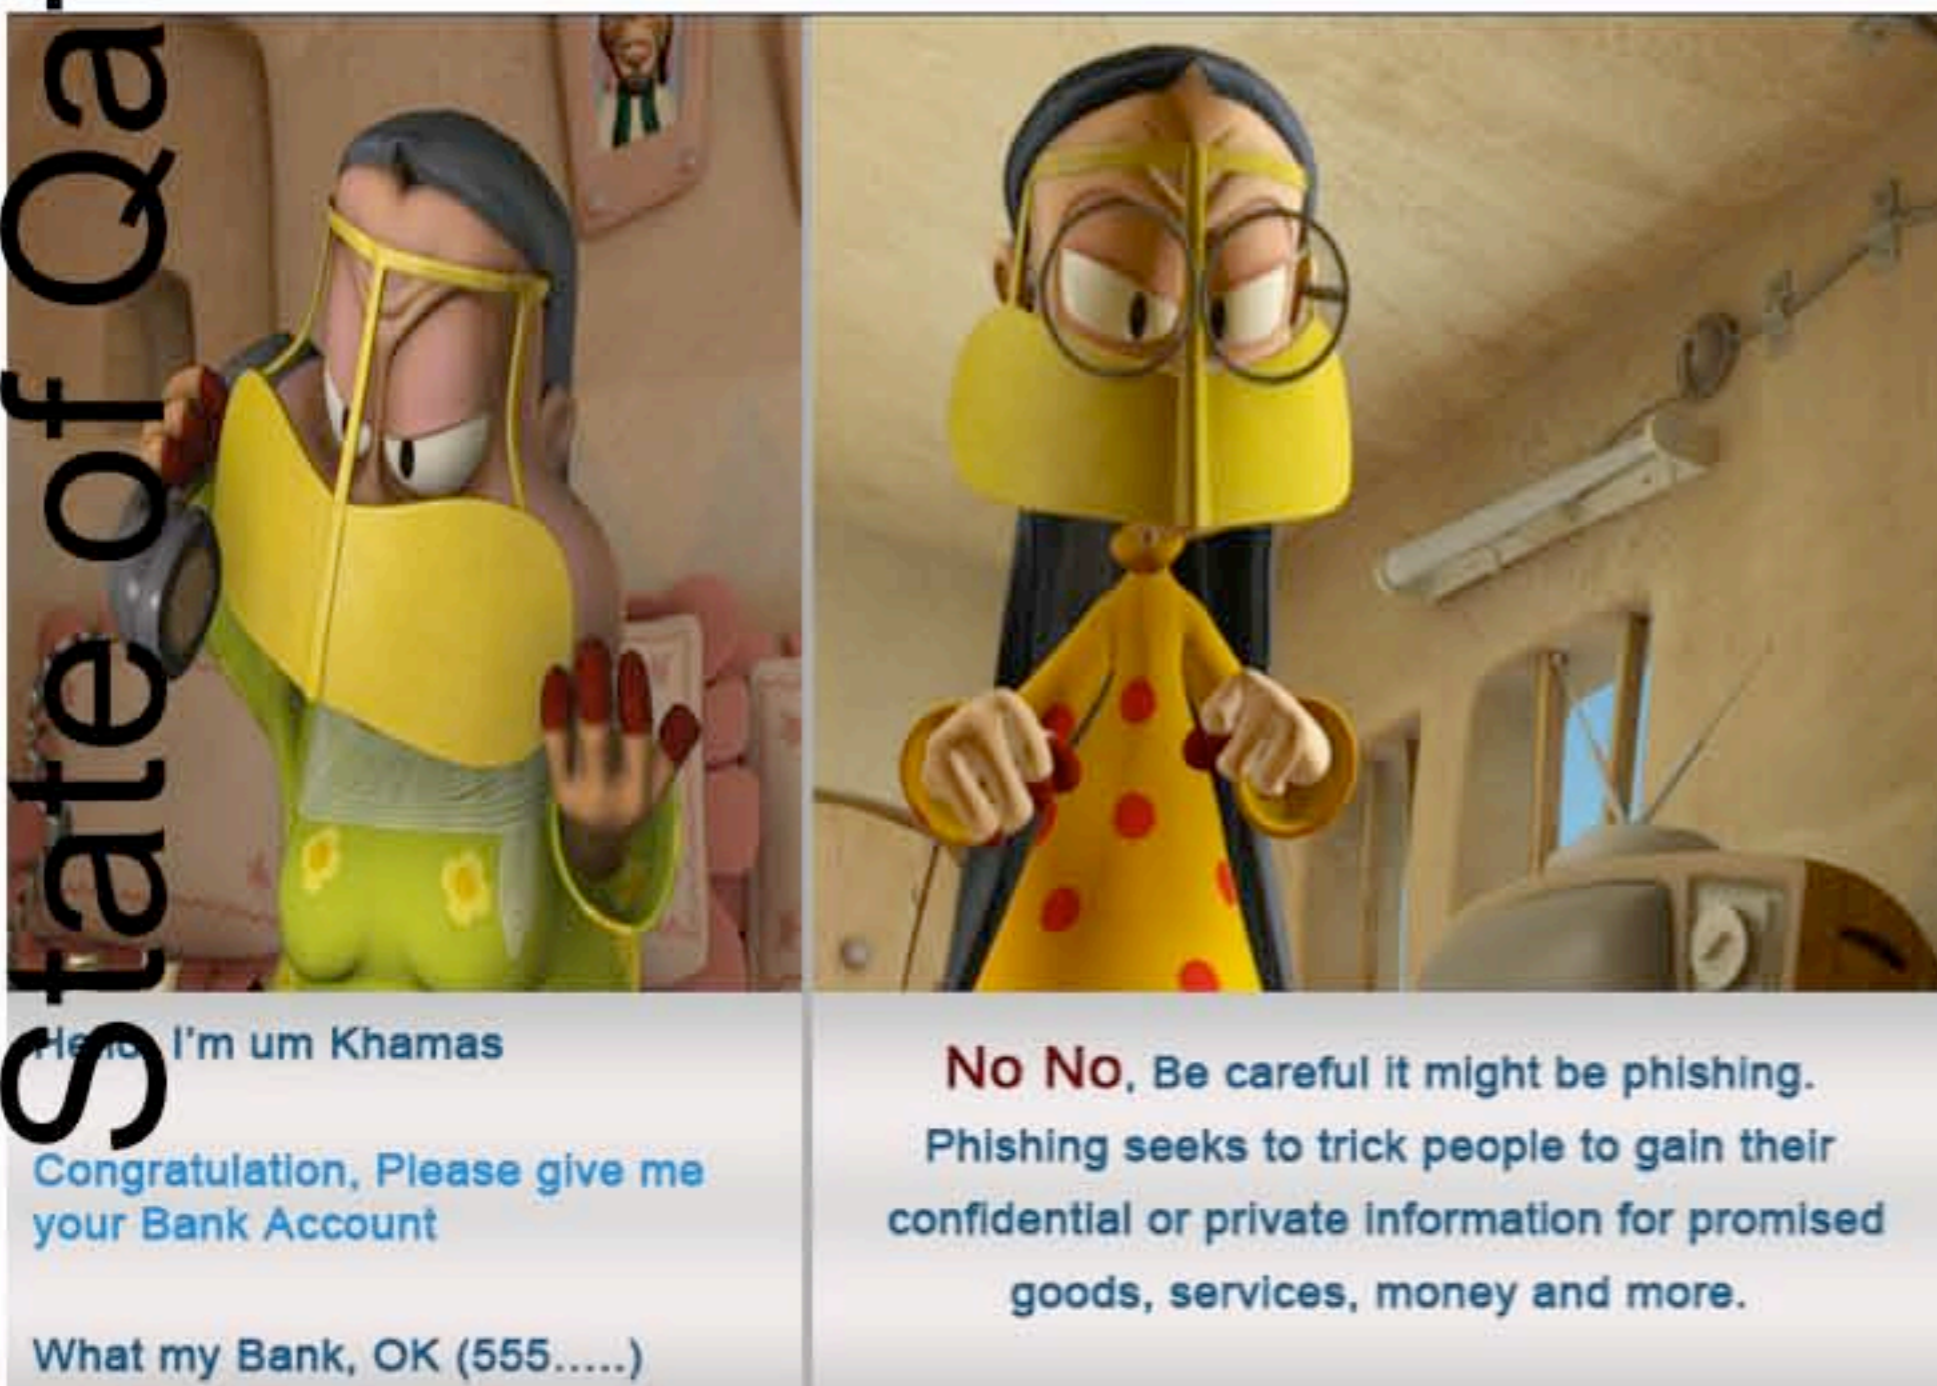 State of Qa
Hello, I'm um Khamas
Congratulation, Please give me
your Bank Account
What my Bank, OK (555.....)
No No, Be careful it might be phishing.
Phishing seeks to trick people to gain their
confidential or private information for promised
goods, services, money and more.